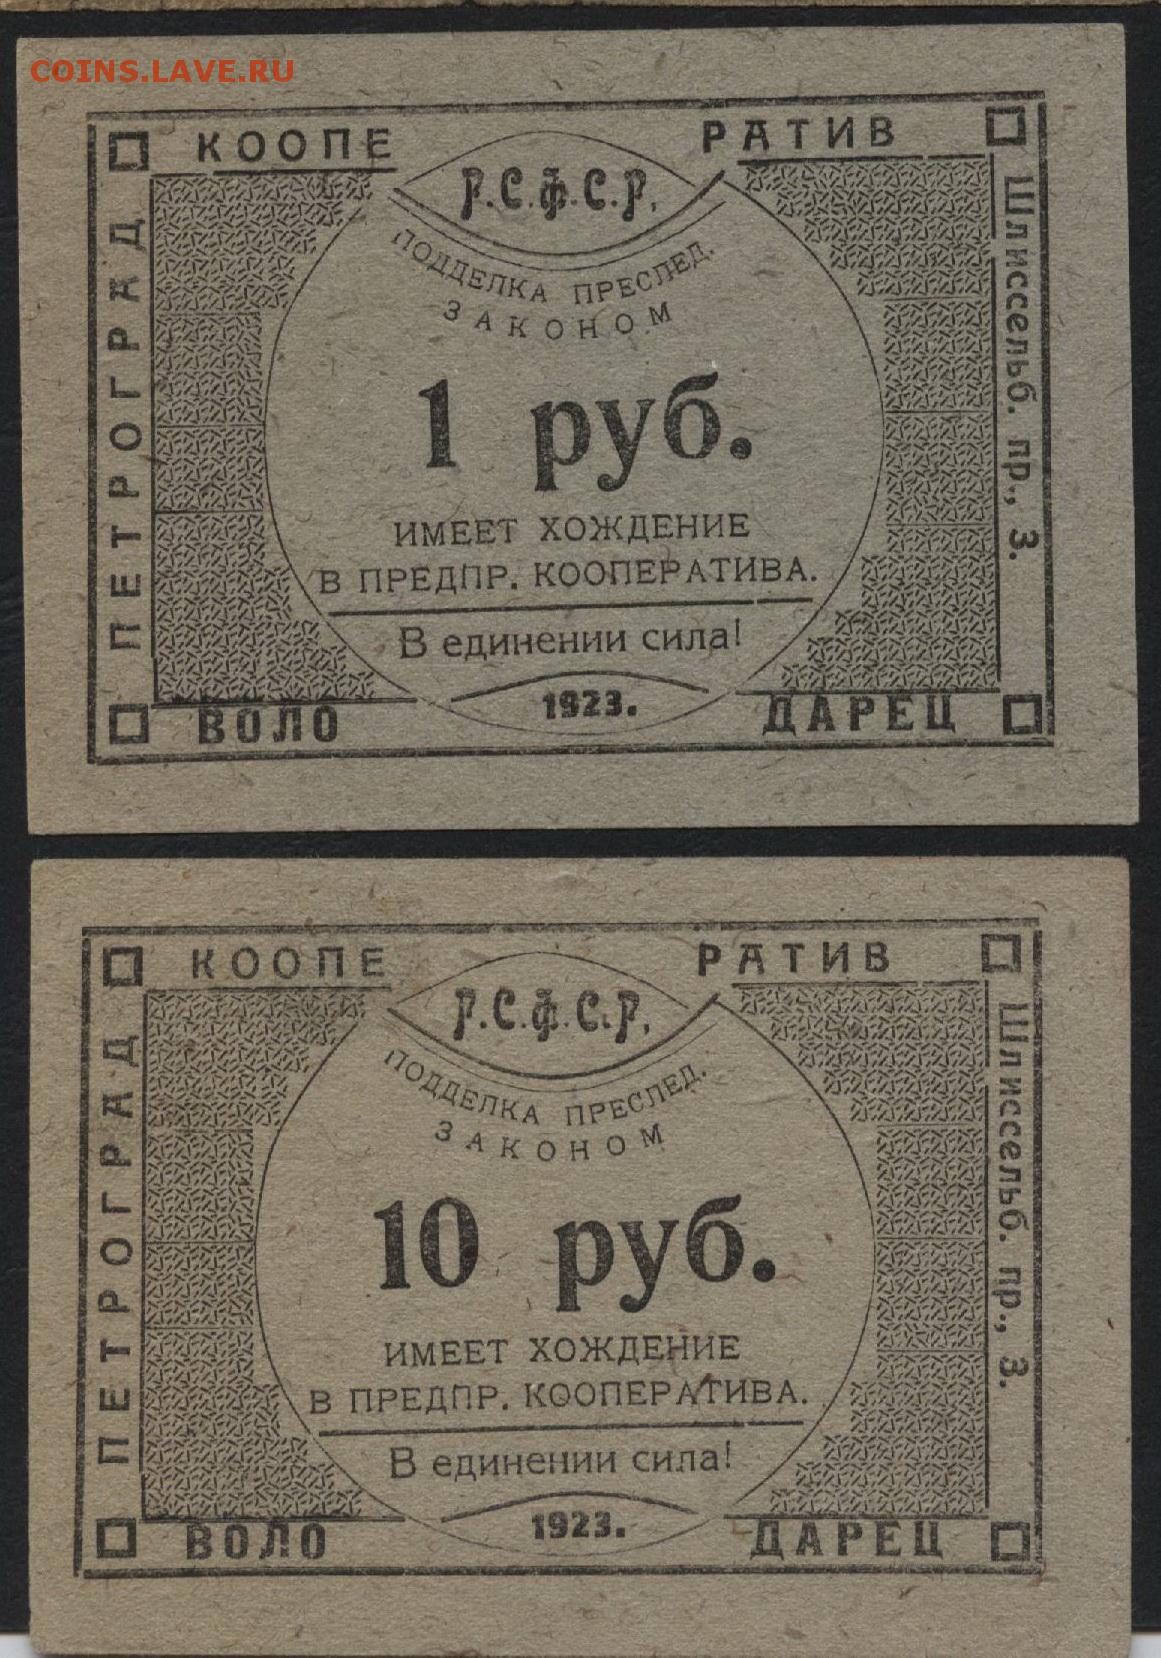 COINS.LAVE.RU
КООПЕ РАТИВ
Р.С.Ф.С.Р.
ПОДДЕЛКА ПРЕСЛЕД.
ЗАКОНОМ
ПЕТРОГРАД
Шлиссельб. пр., 3.
1 руб.
ИМЕЕТ ХОЖДЕНИЕ
В ПРЕДПР. КООПЕРАТИВА.
В единении сила!
1923.
ВОЛО ДАРЕЦ
КООПЕ РАТИВ
Р.С.Ф.С.Р.
ПОДДЕЛКА ПРЕСЛЕД.
ЗАКОНОМ
ПЕТРОГРАД
Шлиссельб. пр., 3.
10 руб.
ИМЕЕТ ХОЖДЕНИЕ
В ПРЕДПР. КООПЕРАТИВА.
В единении сила!
1923.
ВОЛО ДАРЕЦ